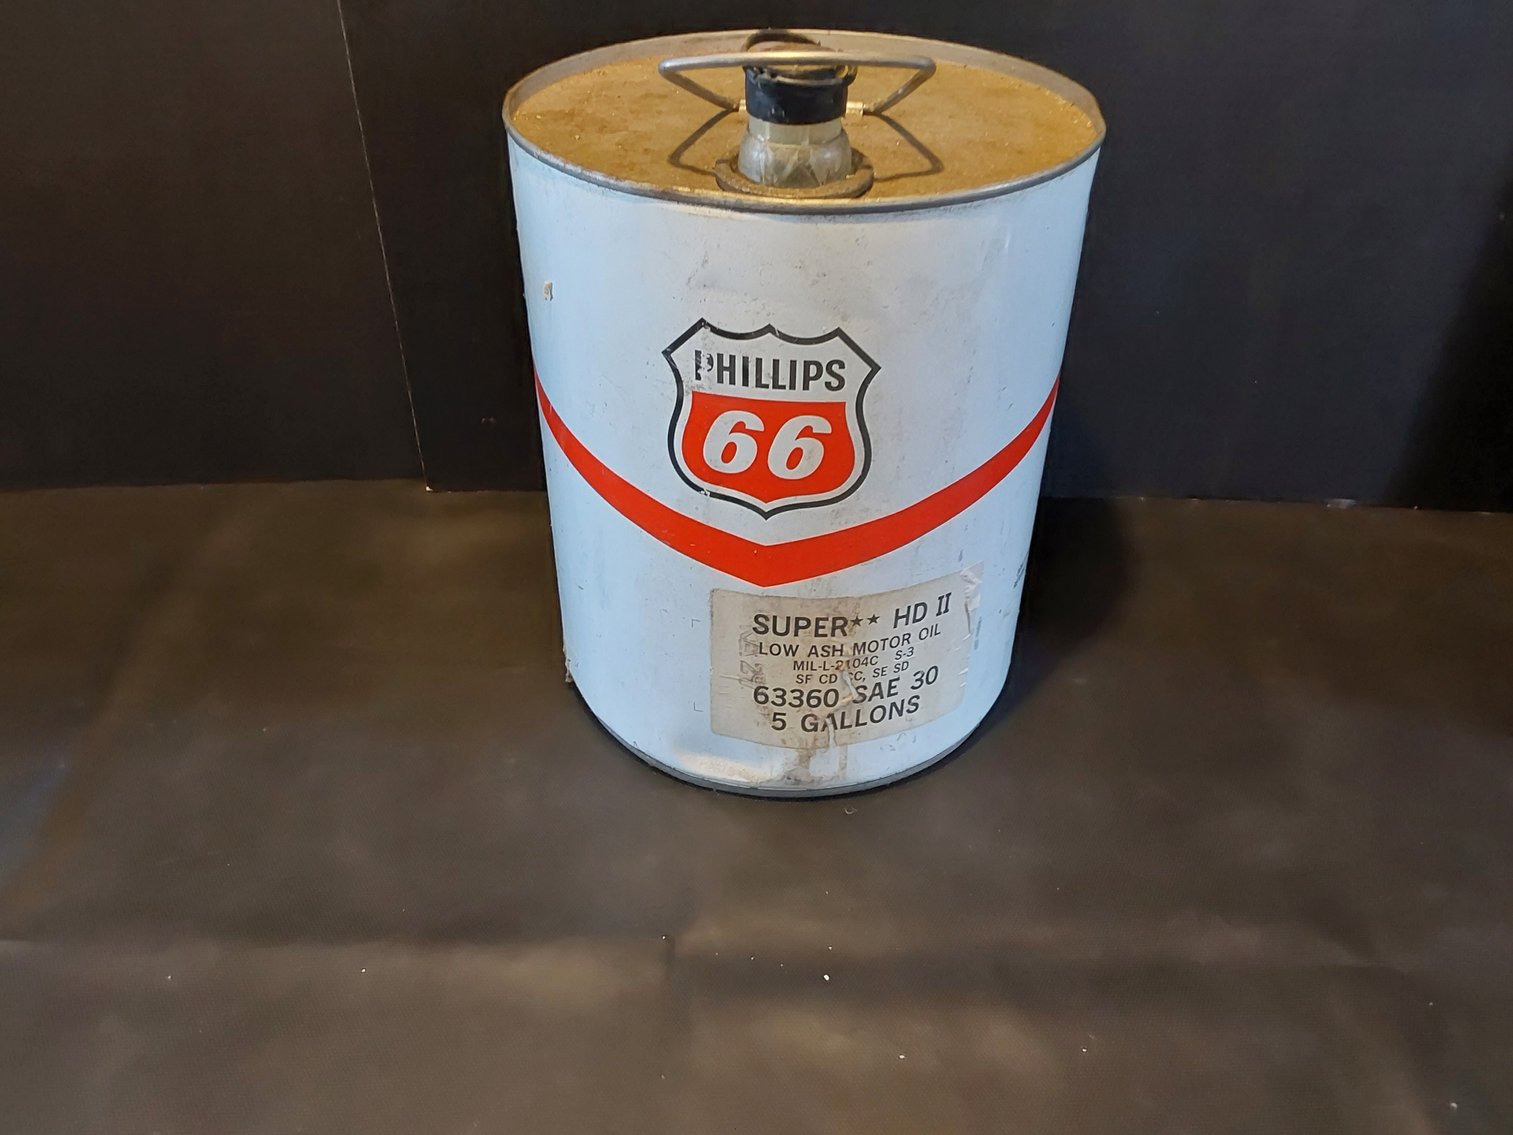 PHILLIPS
66
SUPER★★ HD II
LOW ASH MOTOR OIL
MIL-L-2104C S-3
SF CD CC, SE SD
63360 SAE 30
5 GALLONS